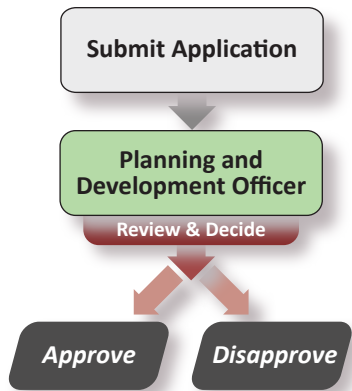 Submit Application
Planning and
Development Officer
Review & Decide
Approve
Disapprove